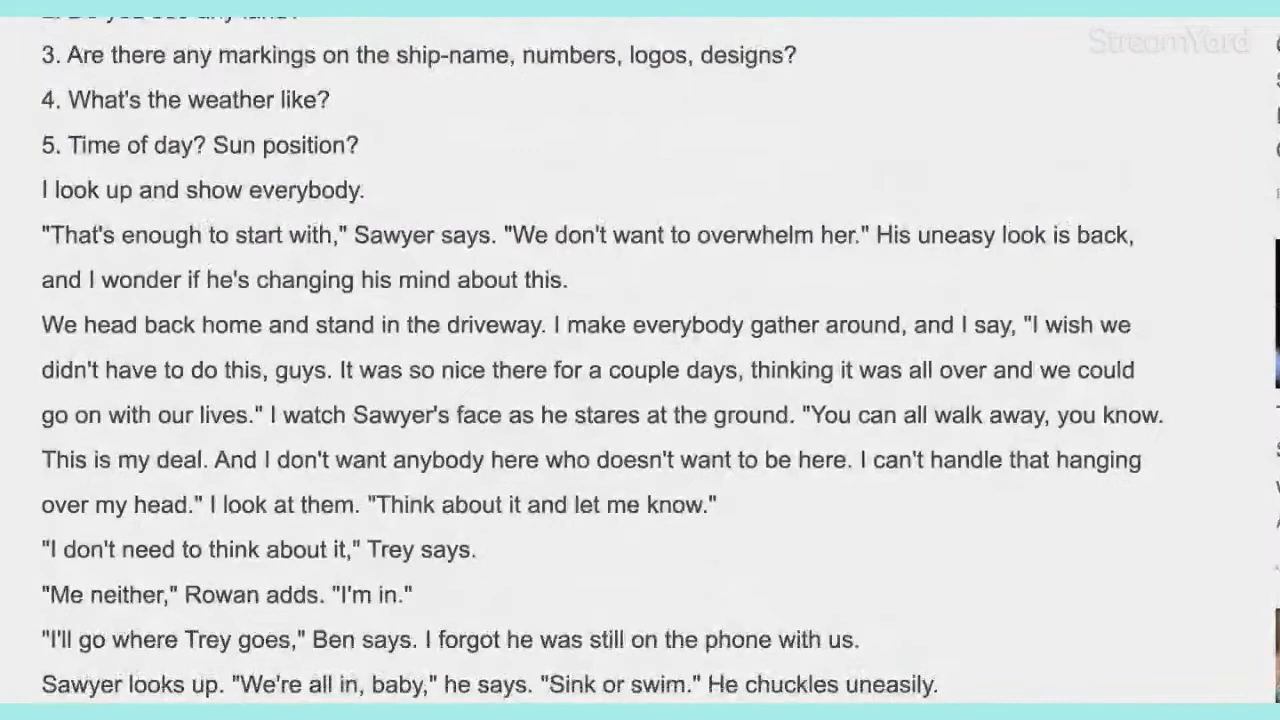 StreamYard
3. Are there any markings on the ship-name, numbers, logos, designs?
4. What's the weather like?
5. Time of day? Sun position?
I look up and show everybody.
"That's enough to start with," Sawyer says. "We don't want to overwhelm her." His uneasy look is back,
and I wonder if he's changing his mind about this.
We head back home and stand in the driveway. I make everybody gather around, and I say, "I wish we
didn't have to do this, guys. It was so nice there for a couple days, thinking it was all over and we could
go on with our lives." I watch Sawyer's face as he stares at the ground. "You can all walk away, you know.
This is my deal. And I don't want anybody here who doesn't want to be here. I can't handle that hanging
over my head." I look at them. "Think about it and let me know."
"I don't need to think about it," Trey says.
"Me neither," Rowan adds. "I'm in."
"I'll go where Trey goes," Ben says. I forgot he was still on the phone with us.
Sawyer looks up. "We're all in, baby," he says. "Sink or swim." He chuckles uneasily.